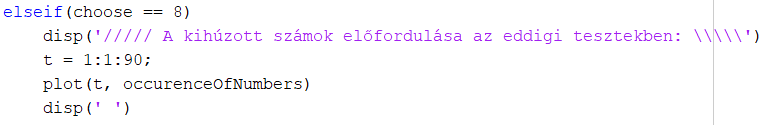 elseif(choose == 8)
disp('///// A kihúzott számok előfordulása az eddigi tesztekben: \\\\\')
t = 1:1:90;
plot(t, occurenceOfNumbers)
disp(' ')